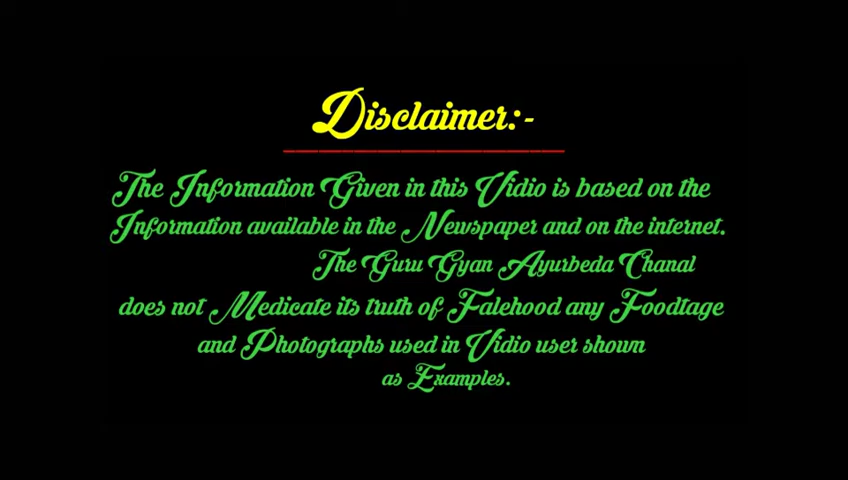 Disclaimer:-
The Information Given in this Vidio is based on the
Information available in the Newspaper and on the internet.
The Guru Gyan Ayurbeda Chanal
does not Medicate its truth of Falehood any Foodtage
and Photographs used in Vidio user shown
as Examples.